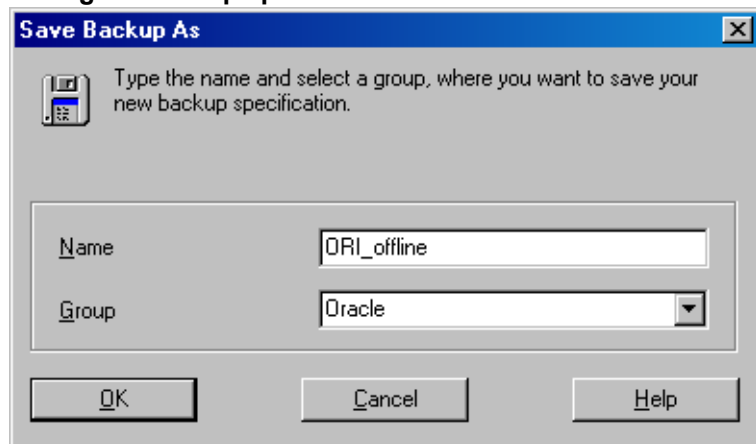 Save Backup As
Type the name and select a group, where you want to save your
new backup specification.
Name
ORI_offline
Group
Oracle
OK
Cancel
Help